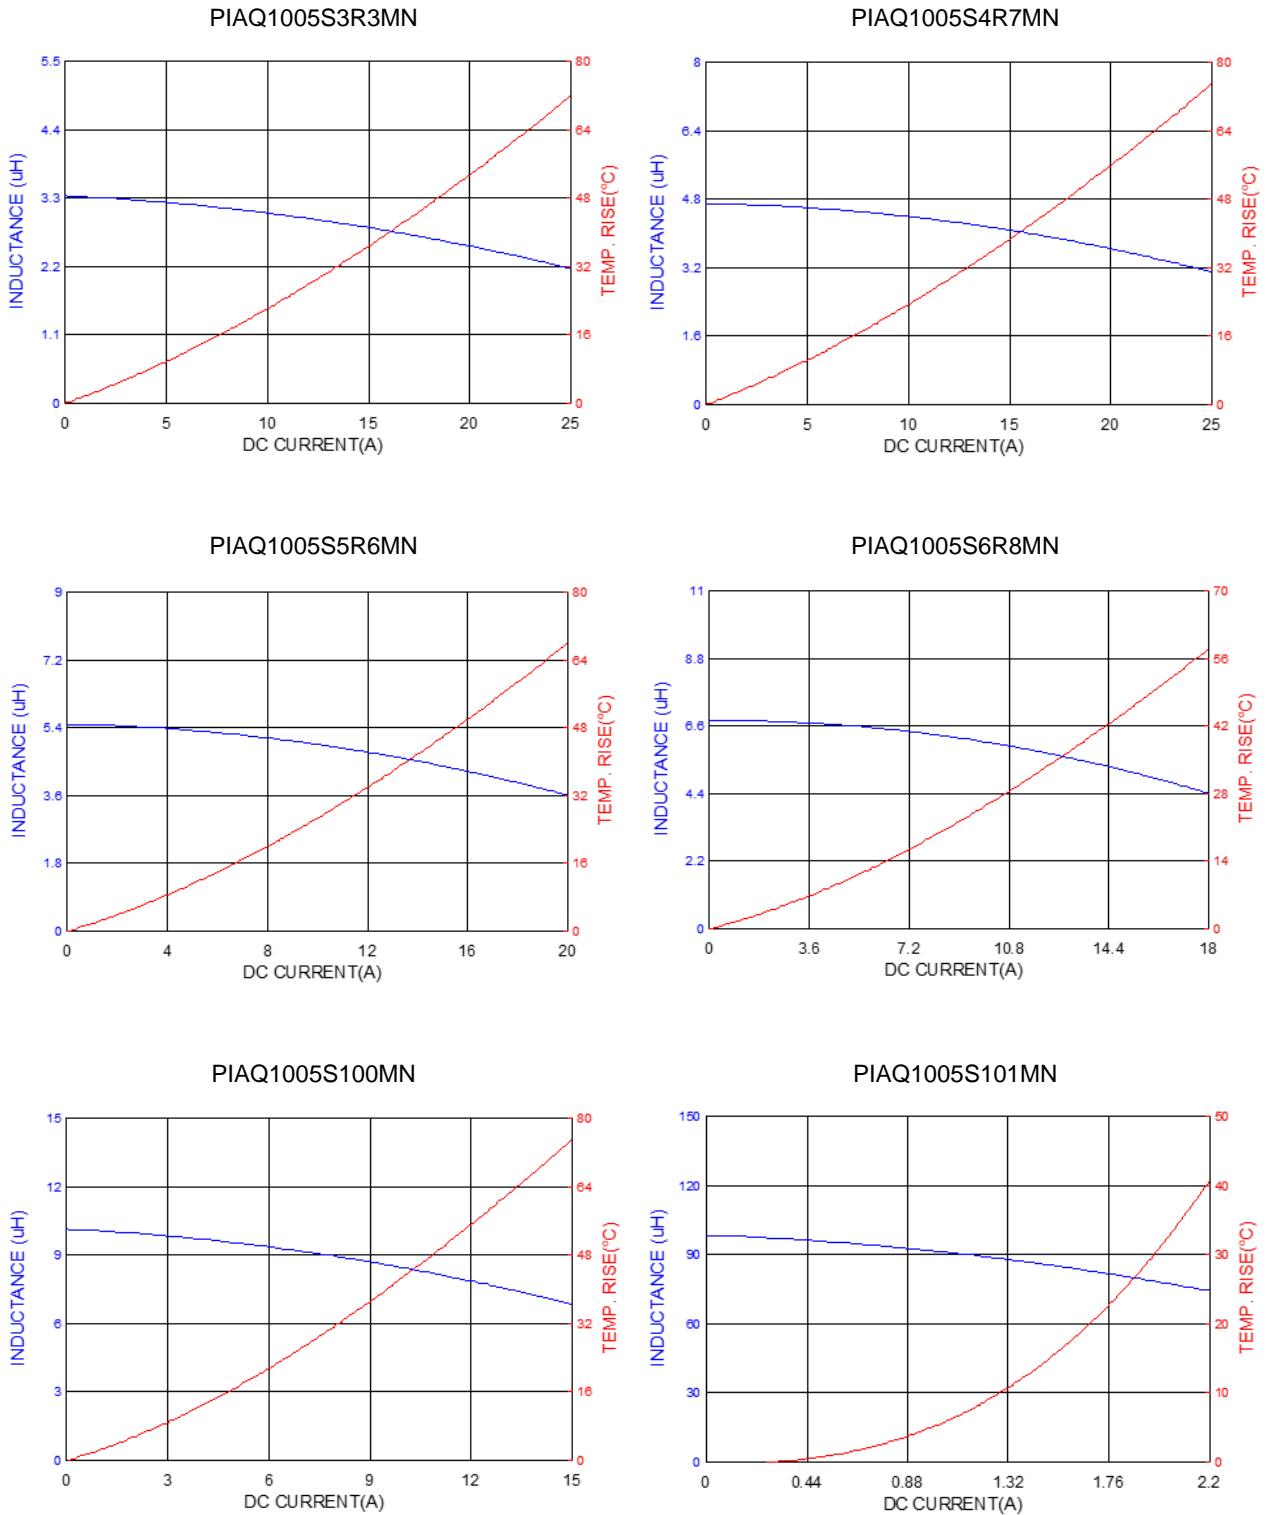 PIAQ1005S3R3MN
5.5
4.4
3.3
2.2
1.1
0
INDUCTANCE (uH)
80
64
48
32
16
0
TEMP. RISE(ºC)
0 5 10 15 20 25
DC CURRENT(A)
PIAQ1005S4R7MN
8
6.4
4.8
3.2
1.6
0
INDUCTANCE (uH)
80
64
48
32
16
0
TEMP. RISE(ºC)
0 5 10 15 20 25
DC CURRENT(A)
PIAQ1005S5R6MN
9
7.2
5.4
3.6
1.8
0
INDUCTANCE (uH)
80
64
48
32
16
0
TEMP. RISE(ºC)
0 4 8 12 16 20
DC CURRENT(A)
PIAQ1005S6R8MN
11
8.8
6.6
4.4
2.2
0
INDUCTANCE (uH)
70
56
42
28
14
0
TEMP. RISE(ºC)
0 3.6 7.2 10.8 14.4 18
DC CURRENT(A)
PIAQ1005S100MN
15
12
9
6
3
0
INDUCTANCE (uH)
80
64
48
32
16
0
TEMP. RISE(ºC)
0 3 6 9 12 15
DC CURRENT(A)
PIAQ1005S101MN
150
120
90
60
30
0
INDUCTANCE (uH)
50
40
30
20
10
0
TEMP. RISE(ºC)
0 0.44 0.88 1.32 1.76 2.2
DC CURRENT(A)